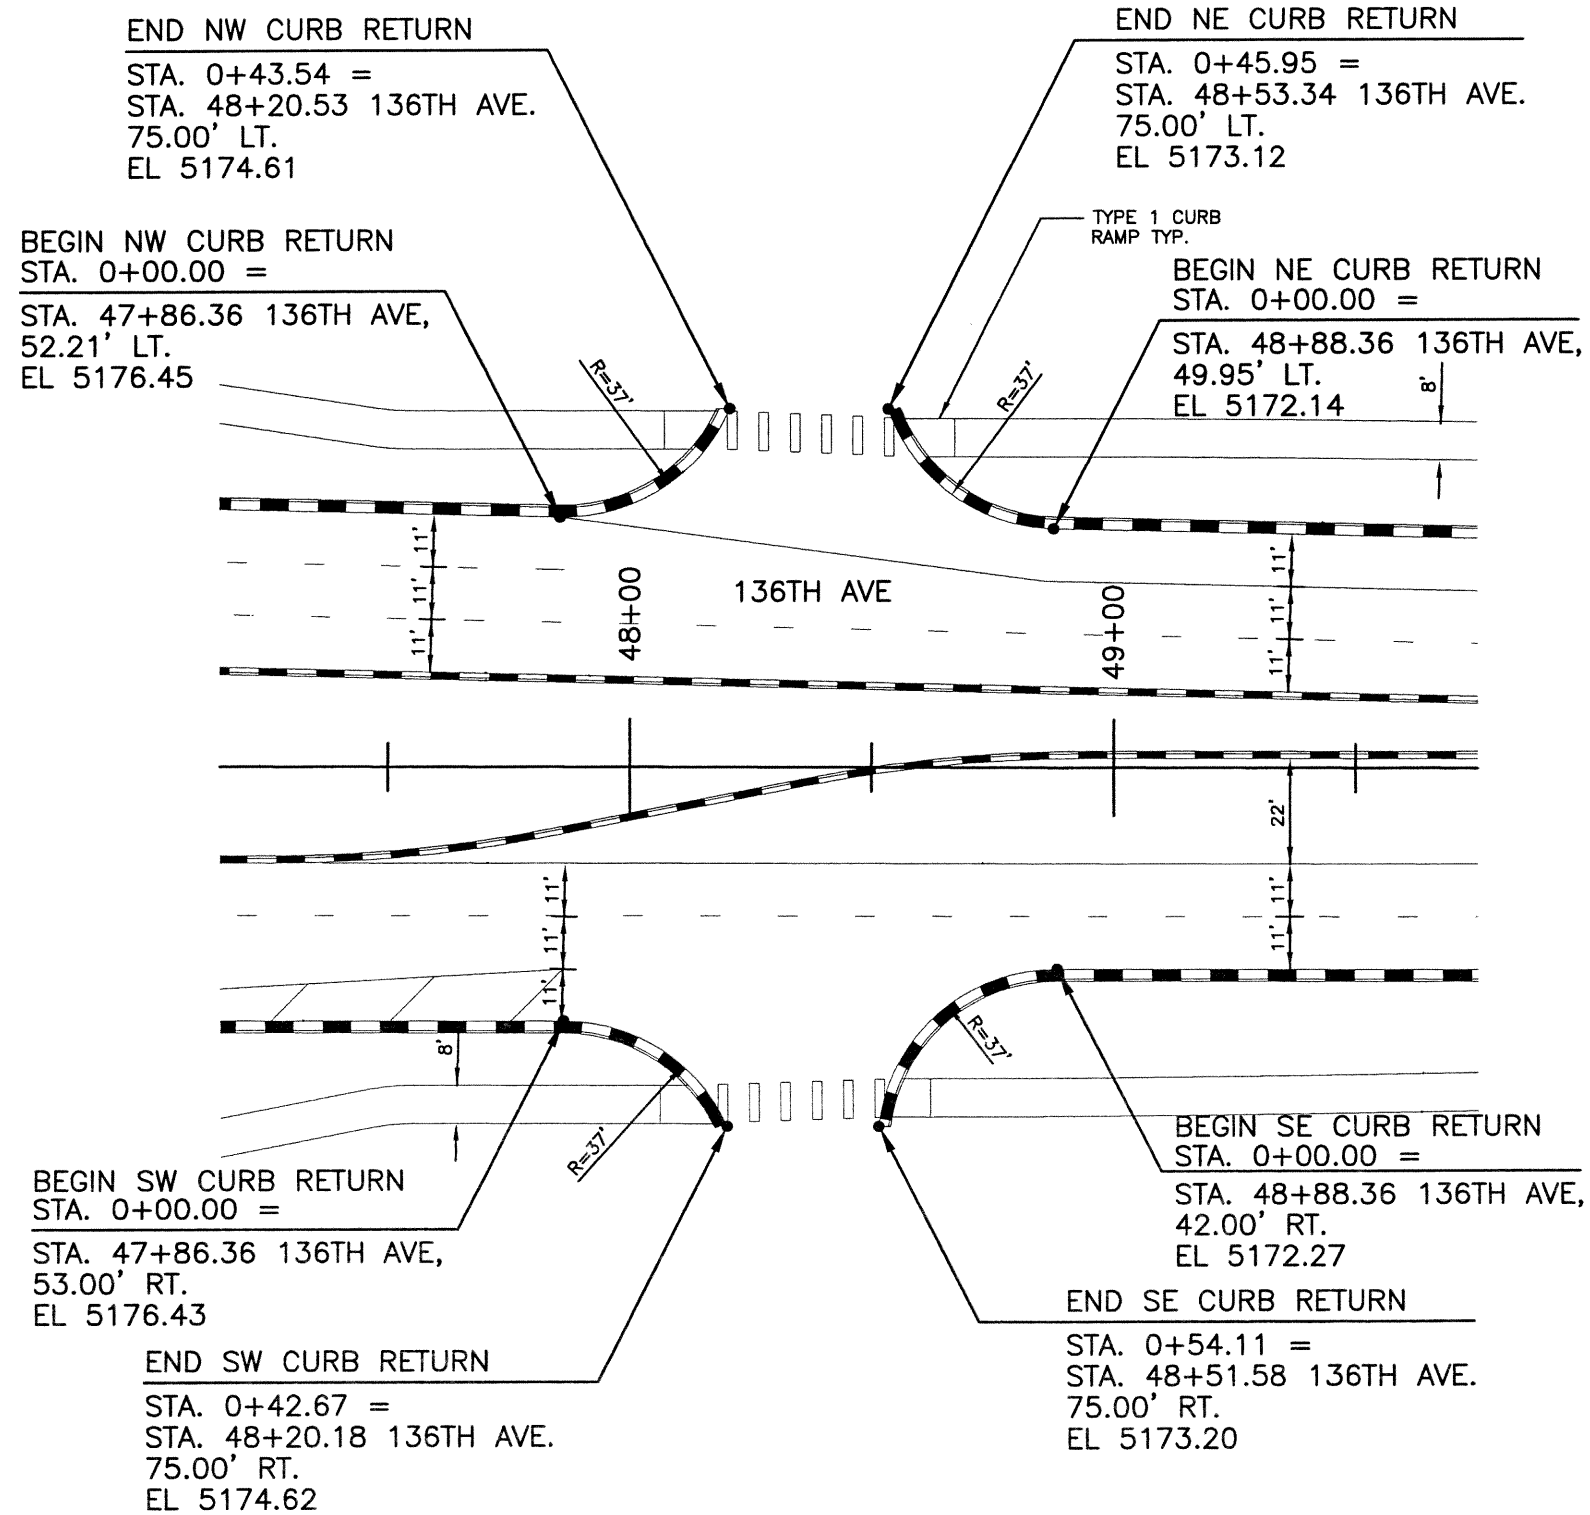 END NW CURB RETURN
STA. 0+43.54 =
STA. 48+20.53 136TH AVE.
75.00' LT.
EL 5174.61
END NE CURB RETURN
STA. 0+45.95 =
STA. 48+53.34 136TH AVE.
75.00' LT.
EL 5173.12
BEGIN NW CURB RETURN
STA. 0+00.00 =
STA. 47+86.36 136TH AVE,
52.21' LT.
EL 5176.45
TYPE 1 CURB
RAMP TYP.
BEGIN NE CURB RETURN
STA. 0+00.00 =
STA. 48+88.36 136TH AVE,
49.95' LT.
EL 5172.14
R=37'
R=37'
8'
11'
11'
11'
136TH AVE
48+00
49+00
11'
11'
11'
22'
11'
11'
11'
11'
11'
8'
R=37'
R=37'
BEGIN SW CURB RETURN
STA. 0+00.00 =
STA. 47+86.36 136TH AVE,
53.00' RT.
EL 5176.43
BEGIN SE CURB RETURN
STA. 0+00.00 =
STA. 48+88.36 136TH AVE,
42.00' RT.
EL 5172.27
END SW CURB RETURN
STA. 0+42.67 =
STA. 48+20.18 136TH AVE.
75.00' RT.
EL 5174.62
END SE CURB RETURN
STA. 0+54.11 =
STA. 48+51.58 136TH AVE.
75.00' RT.
EL 5173.20